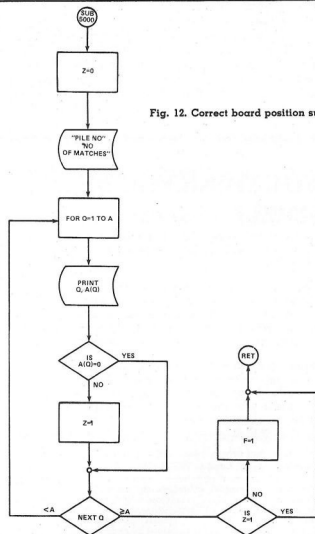 SUB
5000
Z=0
Fig. 12. Correct board position su
"PILE NO"
"NO
OF MATCHES"
FOR Q=1 TO A
PRINT
Q, A(Q)
IS
A(Q)=0
YES
NO
Z=1
RET
F=1
NO
<A
NEXT Q
≥A
IS
Z=1
YES